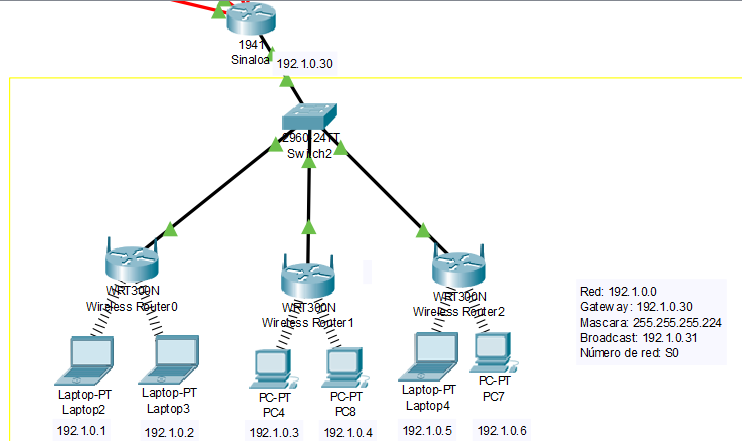 1941
Sinaloa
192.1.0.30
2960-24TT
Switch2
WRT300N
Wireless Router0
WRT300N
Wireless Router1
WRT300N
Wireless Router2
Laptop-PT
Laptop2
192.1.0.1
Laptop-PT
Laptop3
192.1.0.2
PC-PT
PC4
192.1.0.3
PC-PT
PC8
192.1.0.4
Laptop-PT
Laptop4
192.1.0.5
PC-PT
PC7
192.1.0.6
Red: 192.1.0.0
Gateway: 192.1.0.30
Mascara: 255.255.255.224
Broadcast: 192.1.0.31
Número de red: S0